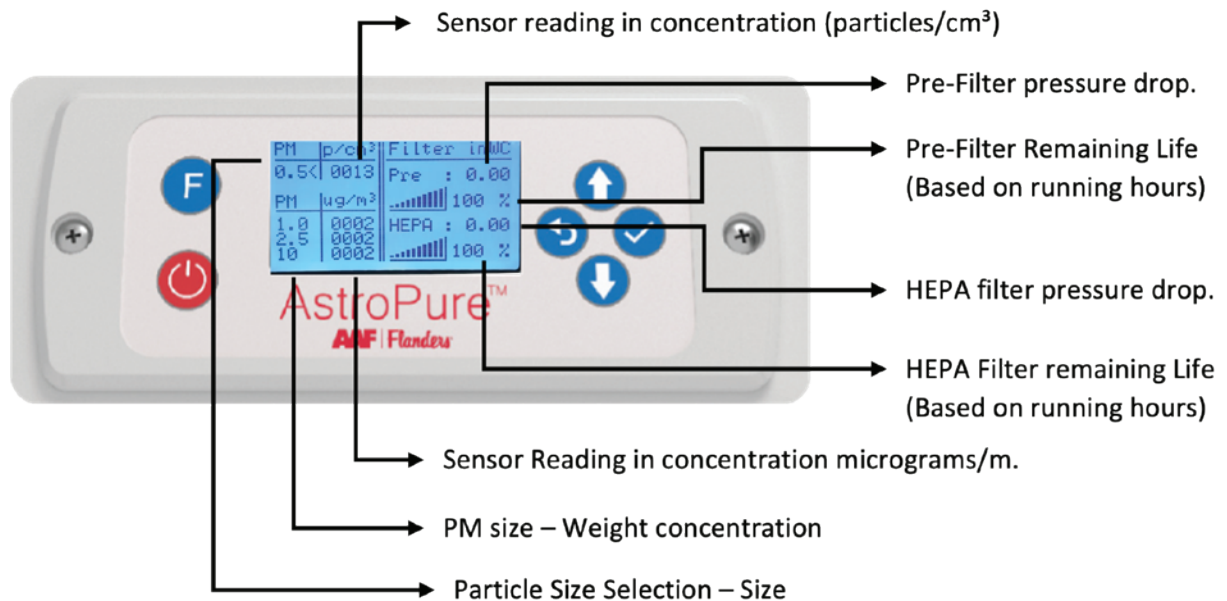 Sensor reading in concentration (particles/cm³)
Pre-Filter pressure drop.
Pre-Filter Remaining Life
(Based on running hours)
HEPA filter pressure drop.
HEPA Filter remaining Life
(Based on running hours)
F
PM p/cm³ Filter inWC
0.5< 0013 Pre : 0.00
100 %
PM ug/m³
1.0 0002 HEPA : 0.00
2.5 0002
10 0002 100 %
AstroPure™
AAF Flanders
Sensor Reading in concentration micrograms/m.
PM size – Weight concentration
Particle Size Selection – Size